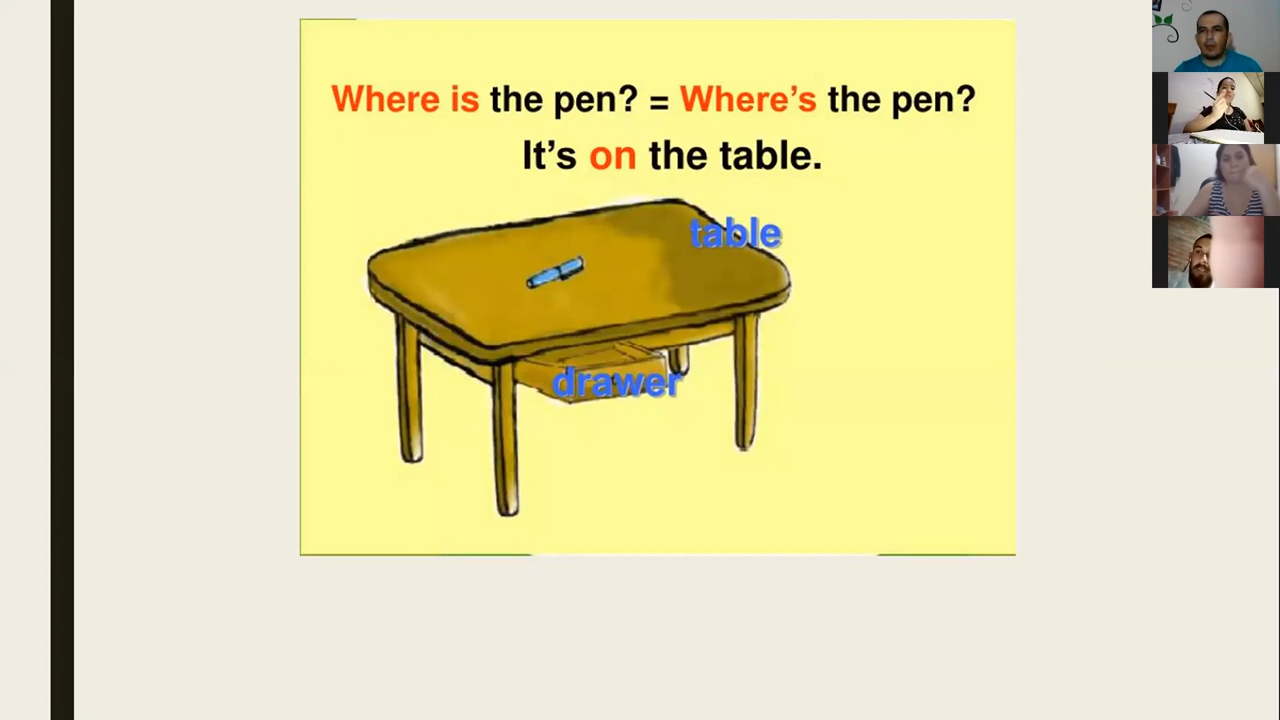 Where is the pen? = Where's the pen?
It's on the table.
table
drawer